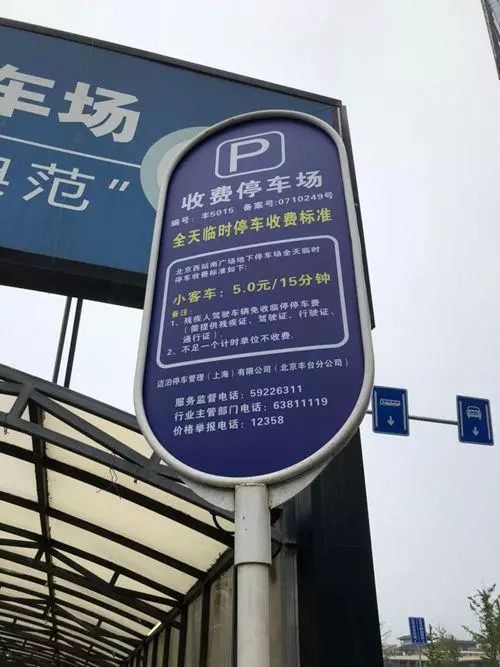 车场
典范”
P
收费停车场
编号：丰5015 备案号:0710249号
全天临时停车收费标准
北京西站南广场地下停车场全天临时
停车收费标准如下:
小客车：5.0元/15分钟
备注：
1、残疾人驾驶车辆免收临停停车费
（需提供残疾证、驾驶证、行驶证、
通行证）.
2、不足一个计时单位不收费.
迈泊停车管理（上海）有限公司（北京丰台分公司）
服务监督电话：59226311
行业主管部门电话：63811119
价格举报电话：12358